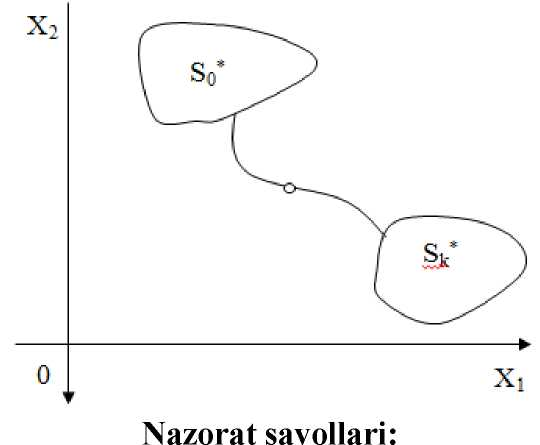 X₂
S₀*
Sₖ*
0
X₁
Nazorat savollari: